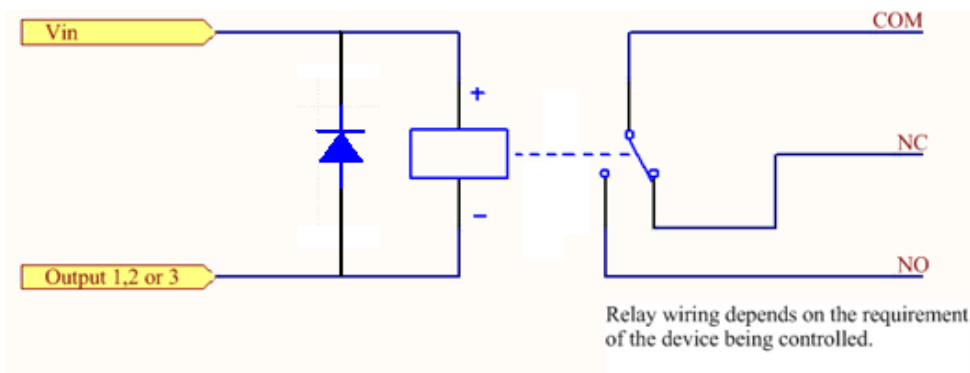 Vin
COM
+
NC
−
NO
Output 1,2 or 3
Relay wiring depends on the requirement
of the device being controlled.